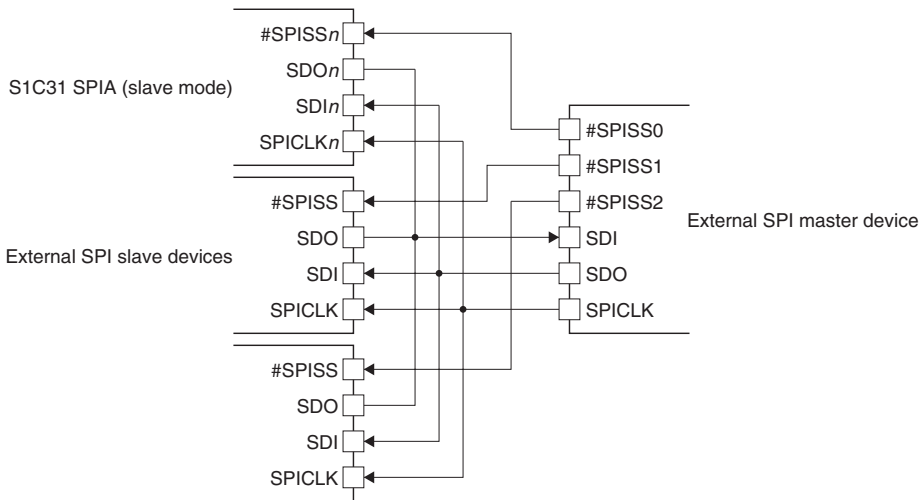 S1C31 SPIA (slave mode)
#SPISSn
SDOn
SDIn
SPICLKn
External SPI slave devices
#SPISS
SDO
SDI
SPICLK
#SPISS
SDO
SDI
SPICLK
#SPISS0
#SPISS1
#SPISS2
SDI
SDO
SPICLK
External SPI master device